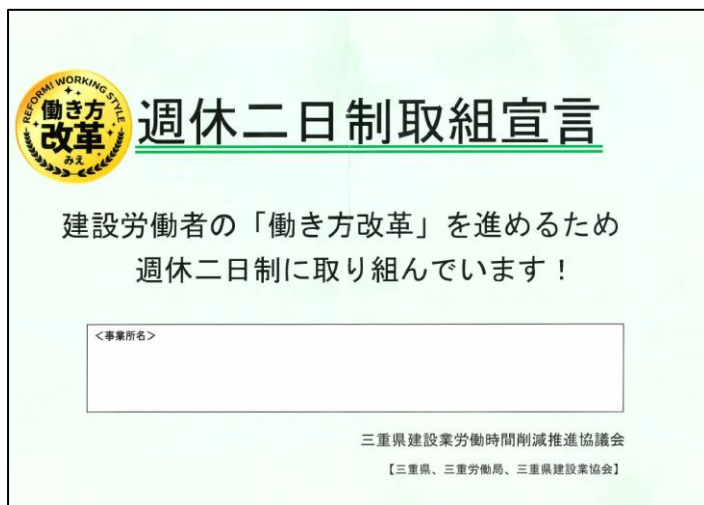 REFORM! WORKING STYLE
働き方
改革
みえ
週休二日制取組宣言
建設労働者の「働き方改革」を進めるため
週休二日制に取り組んでいます！
＜事業所名＞
三重県建設業労働時間削減推進協議会
【三重県、三重労働局、三重県建設業協会】